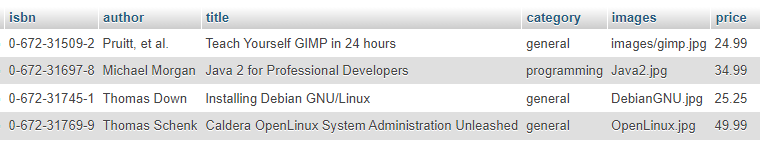 isbn author title category images price
0-672-31509-2 Pruitt, et al. Teach Yourself GIMP in 24 hours general images/gimp.jpg 24.99
0-672-31697-8 Michael Morgan Java 2 for Professional Developers programming Java2.jpg 34.99
0-672-31745-1 Thomas Down Installing Debian GNU/Linux general DebianGNU.jpg 25.25
0-672-31769-9 Thomas Schenk Caldera OpenLinux System Administration Unleashed general OpenLinux.jpg 49.99